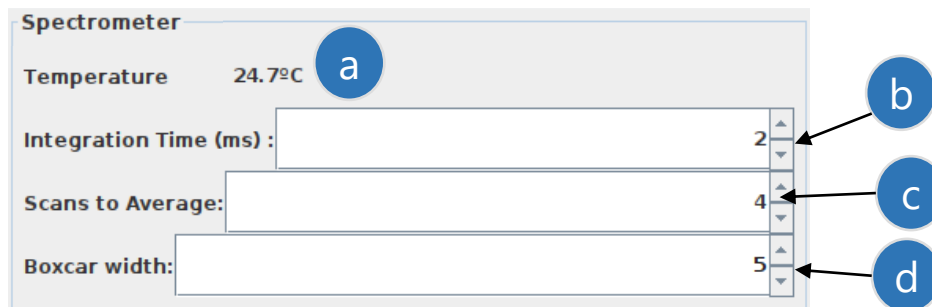 Spectrometer
Temperature 24.7ºC a
b
Integration Time (ms) : 2
Scans to Average: 4 c
Boxcar width: 5 d